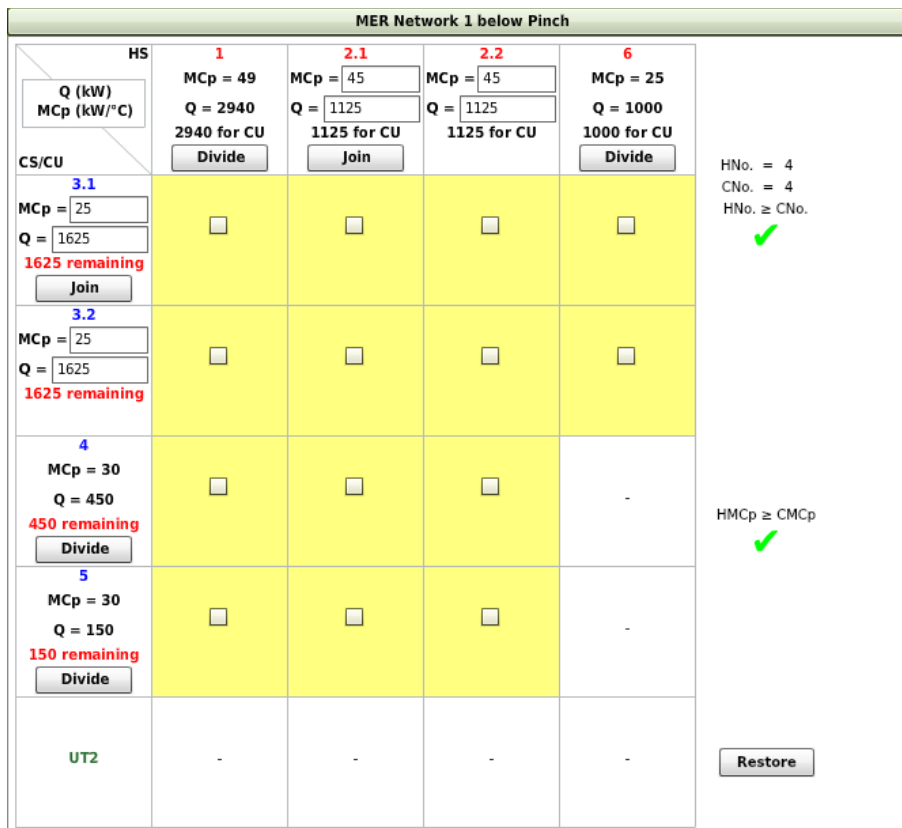 MER Network 1 below Pinch
HS
Q (kW)
MCp (kW/°C)
CS/CU
1
MCp = 49
Q = 2940
2940 for CU
Divide
2.1
MCp = 45
Q = 1125
1125 for CU
Join
2.2
MCp = 45
Q = 1125
1125 for CU
6
MCp = 25
Q = 1000
1000 for CU
Divide
HNo. = 4
CNo. = 4
HNo. ≥ CNo.
3.1
MCp = 25
Q = 1625
1625 remaining
Join
3.2
MCp = 25
Q = 1625
1625 remaining
4
MCp = 30
Q = 450
450 remaining
Divide
-
HMCp ≥ CMCp
5
MCp = 30
Q = 150
150 remaining
Divide
-
UT2
-
-
-
-
Restore